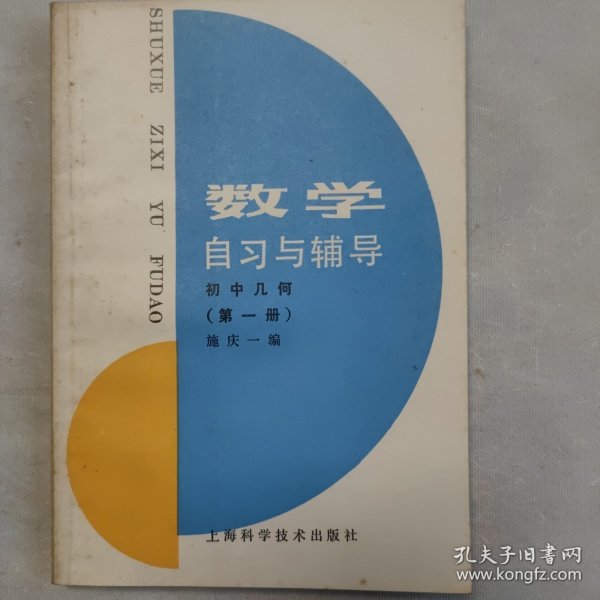 SHUXUE ZIXI YU FUDAO
数学
自习与辅导
初中几何
（第一册）
施庆一编
上海科学技术出版社
孔夫子旧书网
www.kongfz.com